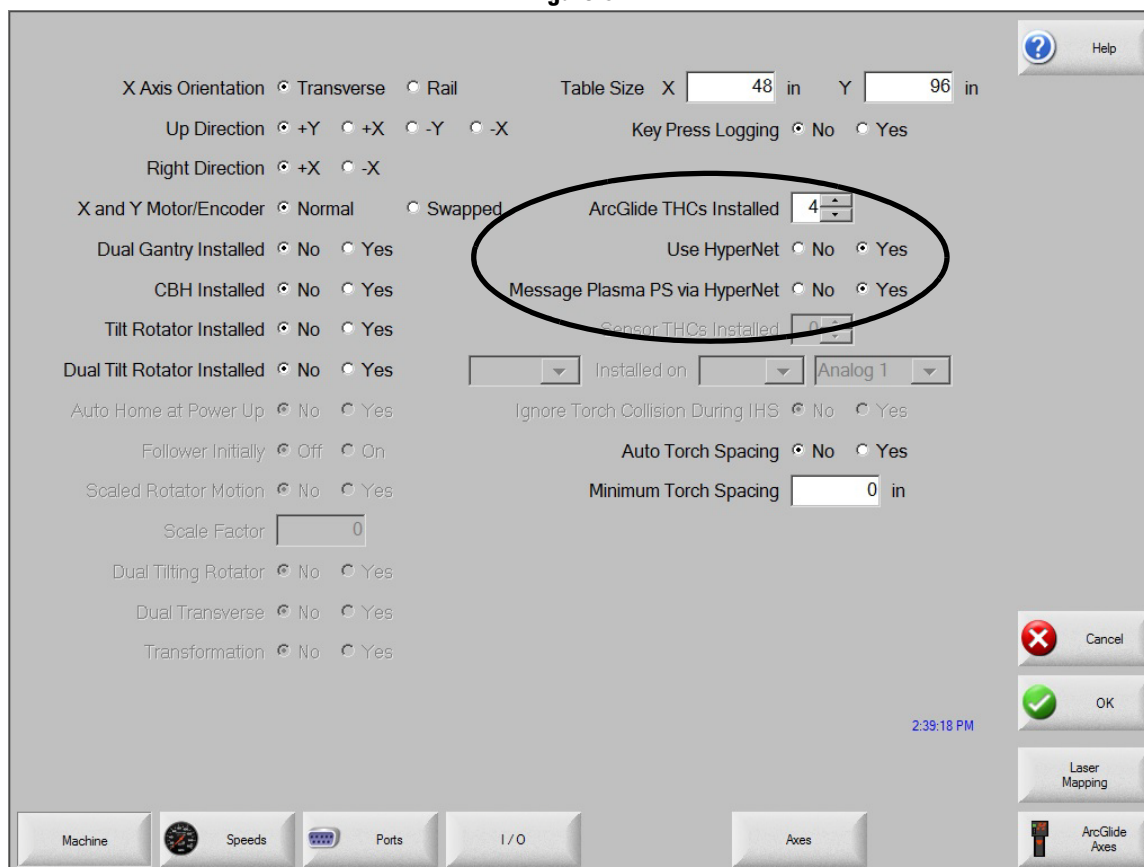 Help
X Axis Orientation Transverse Rail Table Size X 48 in Y 96 in
Up Direction +Y +X -Y -X Key Press Logging No Yes
Right Direction +X -X
X and Y Motor/Encoder Normal Swapped ArcGlide THCs Installed 4
Dual Gantry Installed No Yes Use HyperNet No Yes
CBH Installed No Yes Message Plasma PS via HyperNet No Yes
Tilt Rotator Installed No Yes Sensor THCs Installed 0
Dual Tilt Rotator Installed No Yes Installed on Analog 1
Auto Home at Power Up No Yes Ignore Torch Collision During IHS No Yes
Follower Initially Off On Auto Torch Spacing No Yes
Scaled Rotator Motion No Yes Minimum Torch Spacing 0 in
Scale Factor 0
Dual Tilting Rotator No Yes
Dual Transverse No Yes
Transformation No Yes
Cancel
OK
2:39:18 PM
Laser
Mapping
Machine Speeds Ports I / O Axes
ArcGlide
Axes